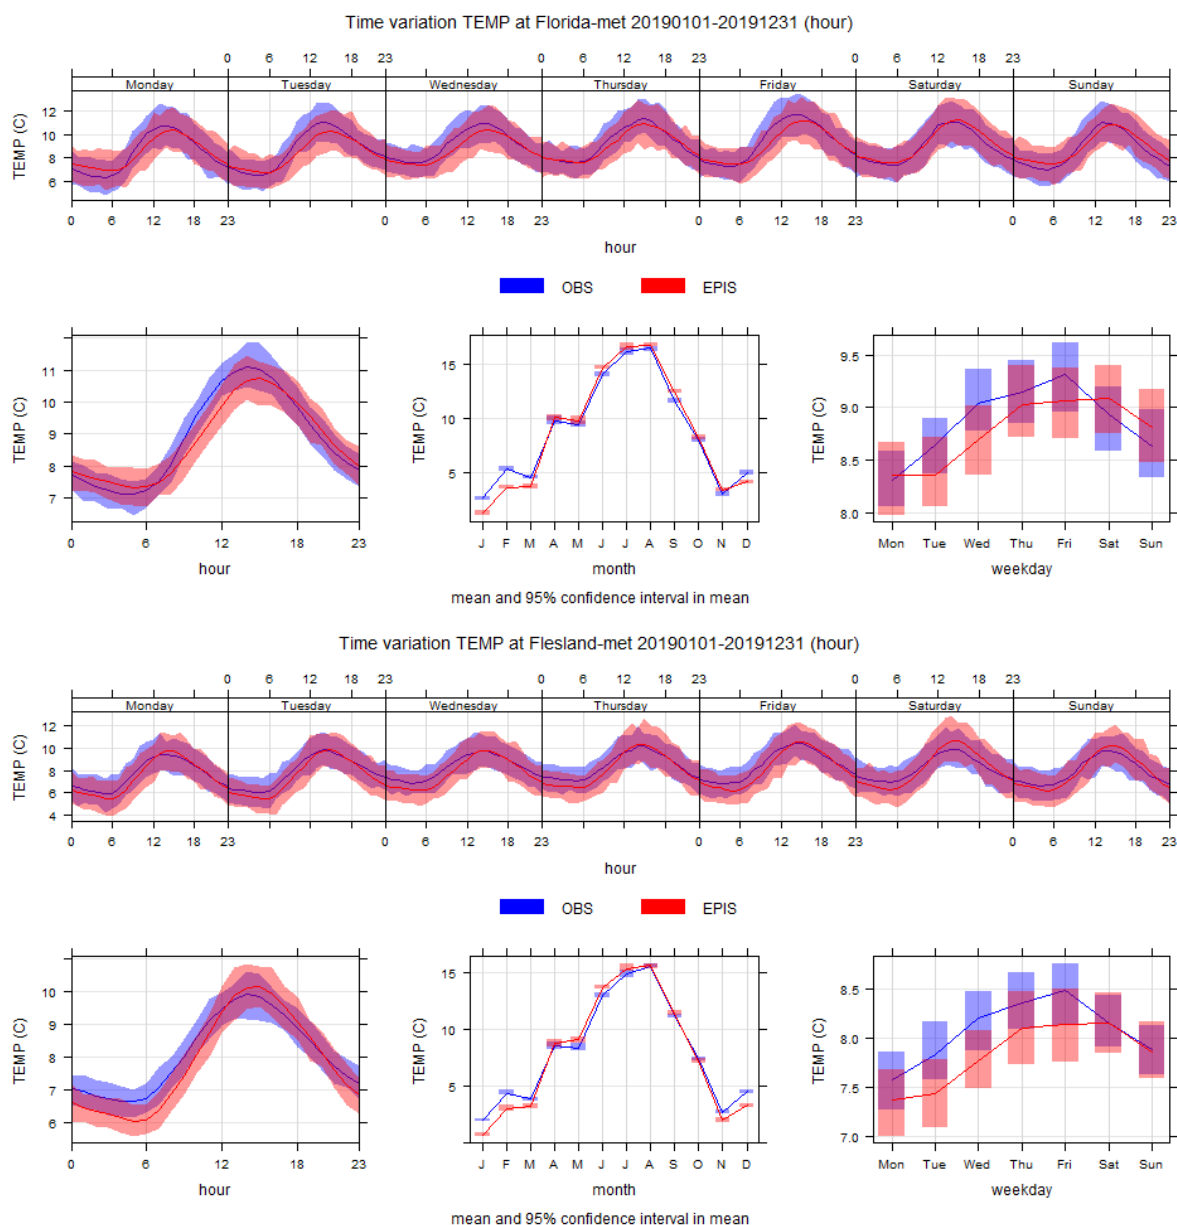 Time variation TEMP at Florida-met 20190101-20191231 (hour)
0 6 12 18 23 0 6 12 18 23 0 6 12 18 23
Monday Tuesday Wednesday Thursday Friday Saturday Sunday
TEMP (C)
12
10
8
6
0 6 12 18 23 0 6 12 18 23 0 6 12 18 23 0 6 12 18 23
hour
OBS EPIS
TEMP (C)
11
10
9
8
7
0 6 12 18 23
hour
TEMP (C)
15
10
5
J F M A M J J A S O N D
month
TEMP (C)
9.5
9.0
8.5
8.0
Mon Tue Wed Thu Fri Sat Sun
weekday
mean and 95% confidence interval in mean
Time variation TEMP at Flesland-met 20190101-20191231 (hour)
0 6 12 18 23 0 6 12 18 23 0 6 12 18 23
Monday Tuesday Wednesday Thursday Friday Saturday Sunday
TEMP (C)
12
10
8
6
4
0 6 12 18 23 0 6 12 18 23 0 6 12 18 23 0 6 12 18 23
hour
OBS EPIS
TEMP (C)
10
9
8
7
6
0 6 12 18 23
hour
TEMP (C)
15
10
5
J F M A M J J A S O N D
month
TEMP (C)
8.5
8.0
7.5
7.0
Mon Tue Wed Thu Fri Sat Sun
weekday
mean and 95% confidence interval in mean